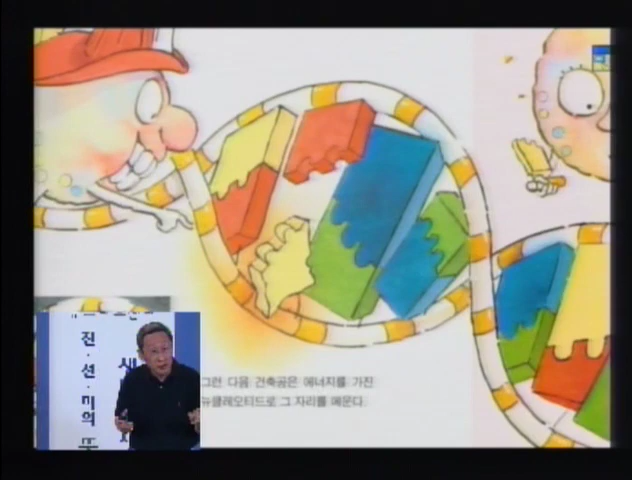 그런 다음 건축공은 에너지를 가진
뉴클레오티드로 그 자리를 메운다.
진·선·미의